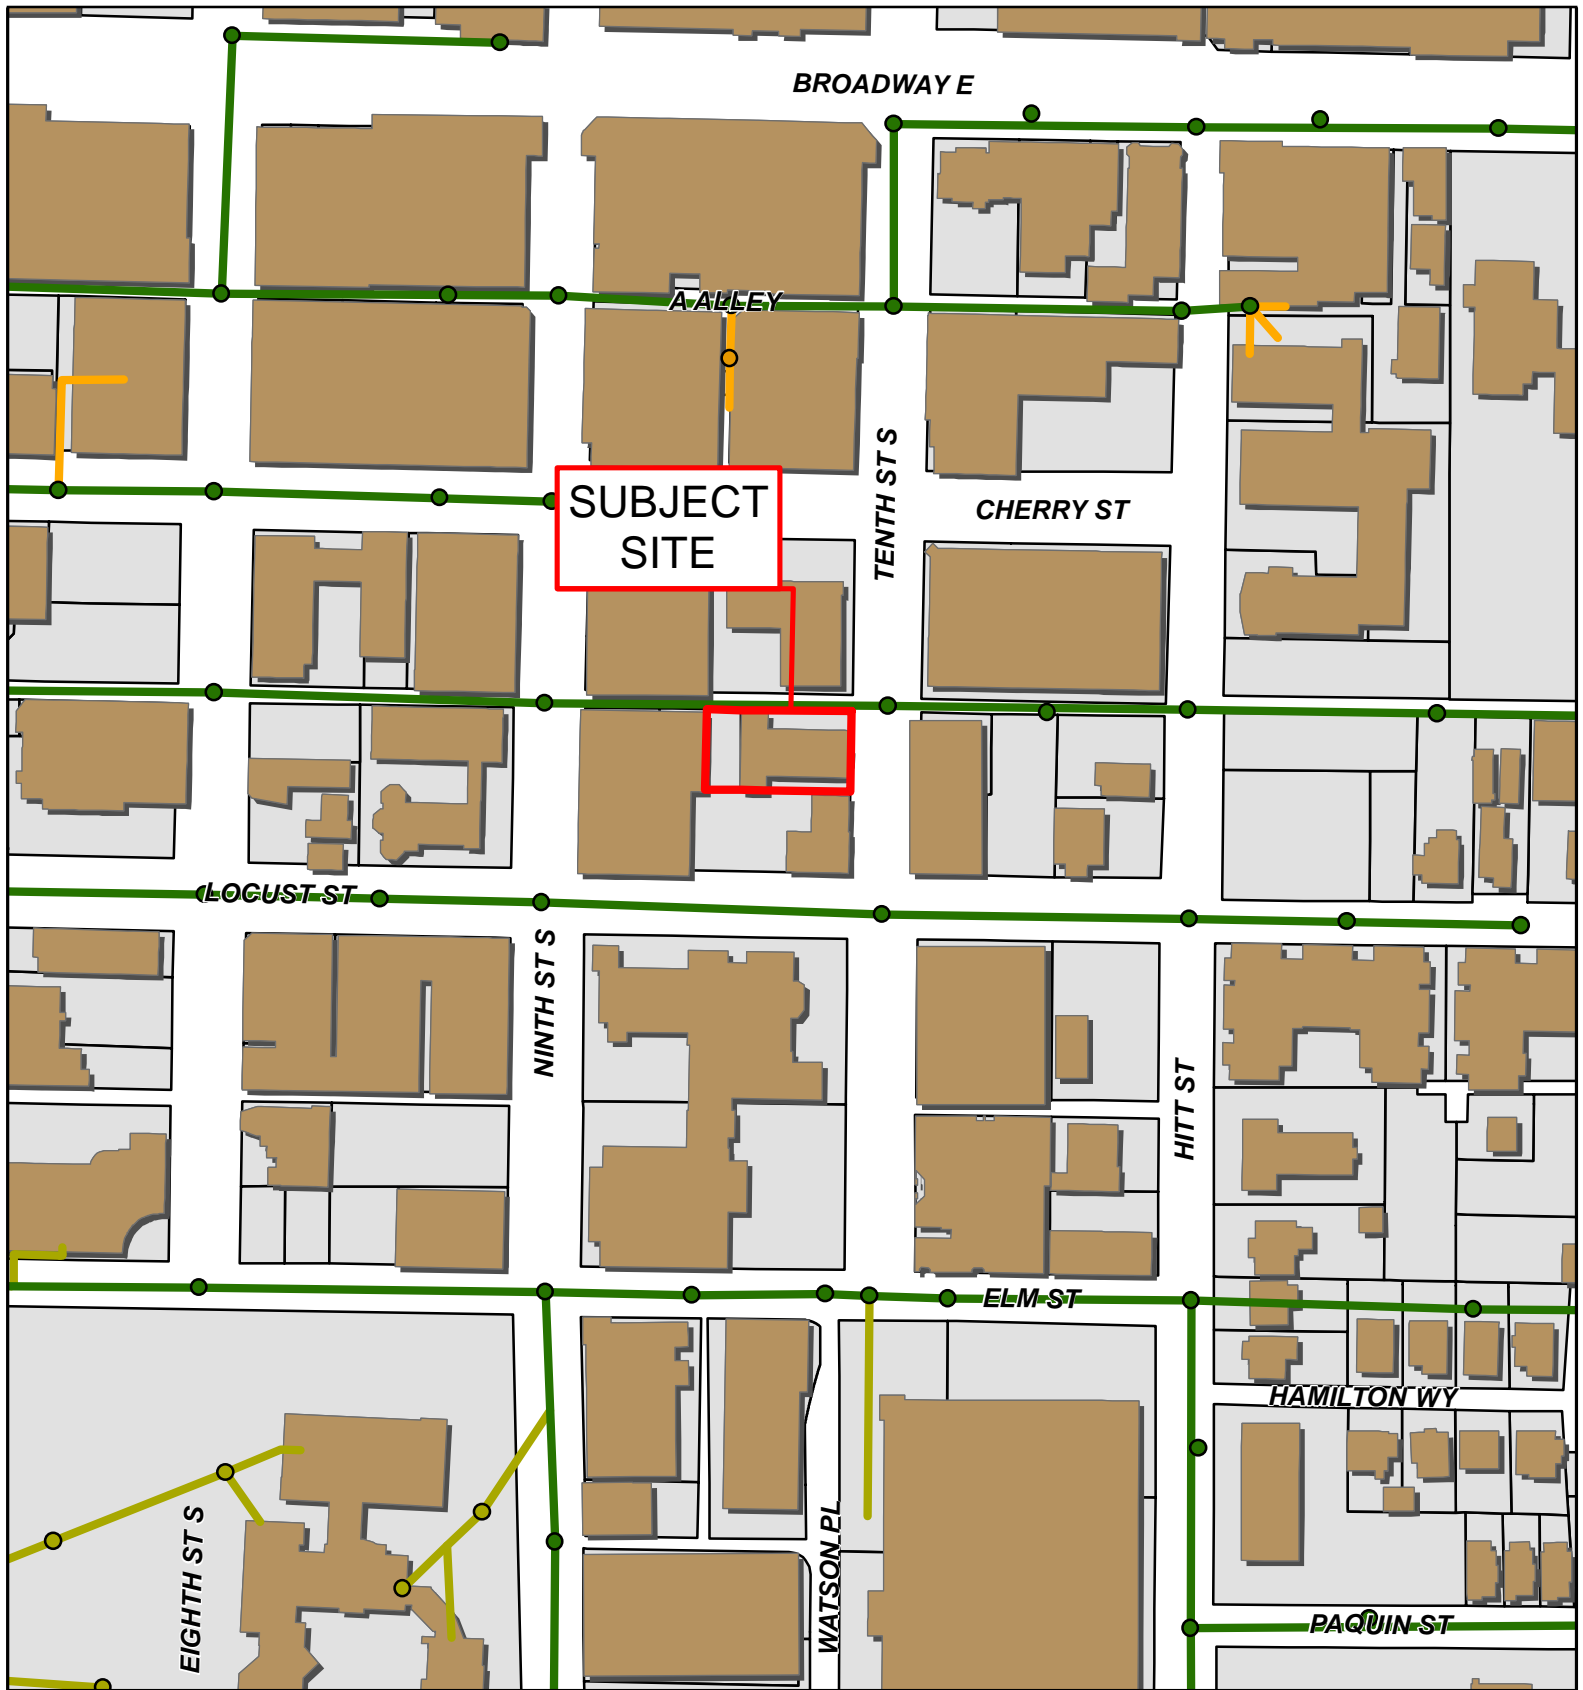 BROADWAY E
A ALLEY
TENTH ST S
CHERRY ST
SUBJECT
SITE
LOCUST ST
NINTH ST S
HITT ST
ELM ST
HAMILTON WY
WATSON PL
EIGHTH ST S
PAQUIN ST